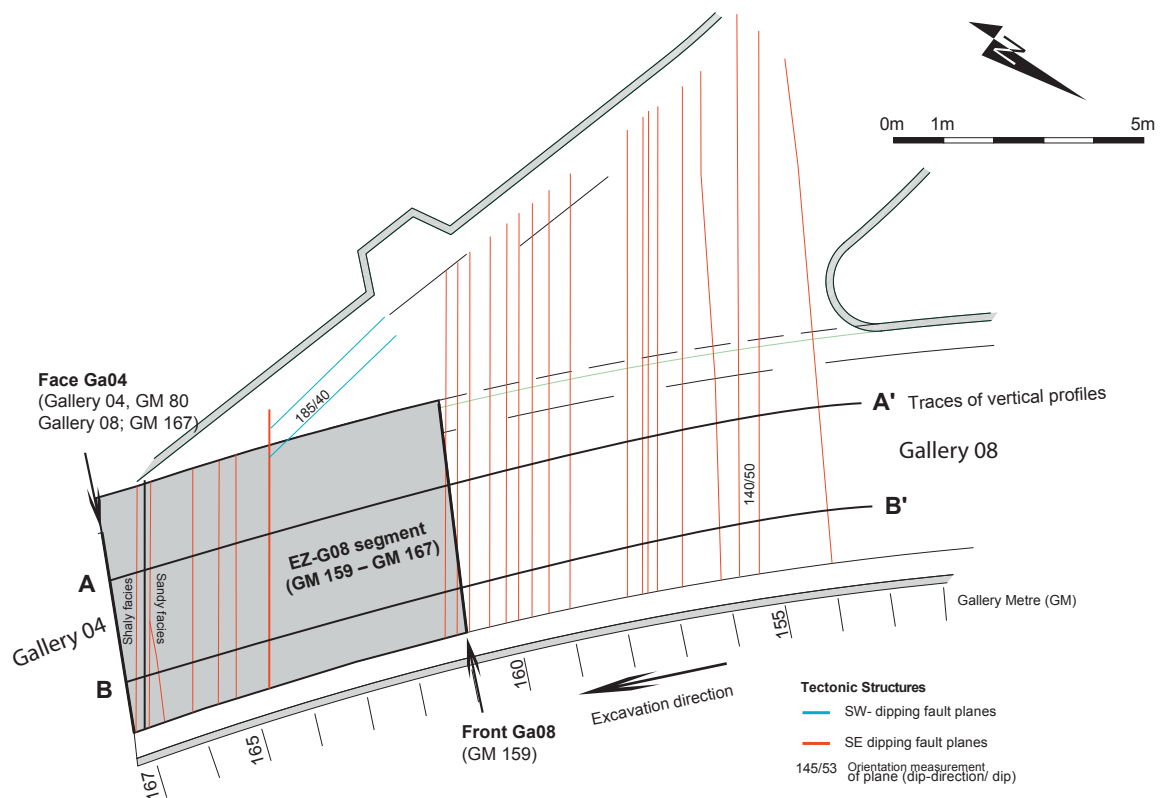 N
0m 1m 5m
Face Ga04
(Gallery 04, GM 80
Gallery 08; GM 167)
185/40
A'
Traces of vertical profiles
Gallery 08
140/50
B'
EZ-G08 segment
(GM 159 – GM 167)
A
Shaly facies
Sandy facies
Gallery 04
B
Gallery Metre (GM)
155
160
165
167
Excavation direction
Front Ga08
(GM 159)
Tectonic Structures
SW- dipping fault planes
SE dipping fault planes
145/53 Orientation measurement
of plane (dip-direction/ dip)